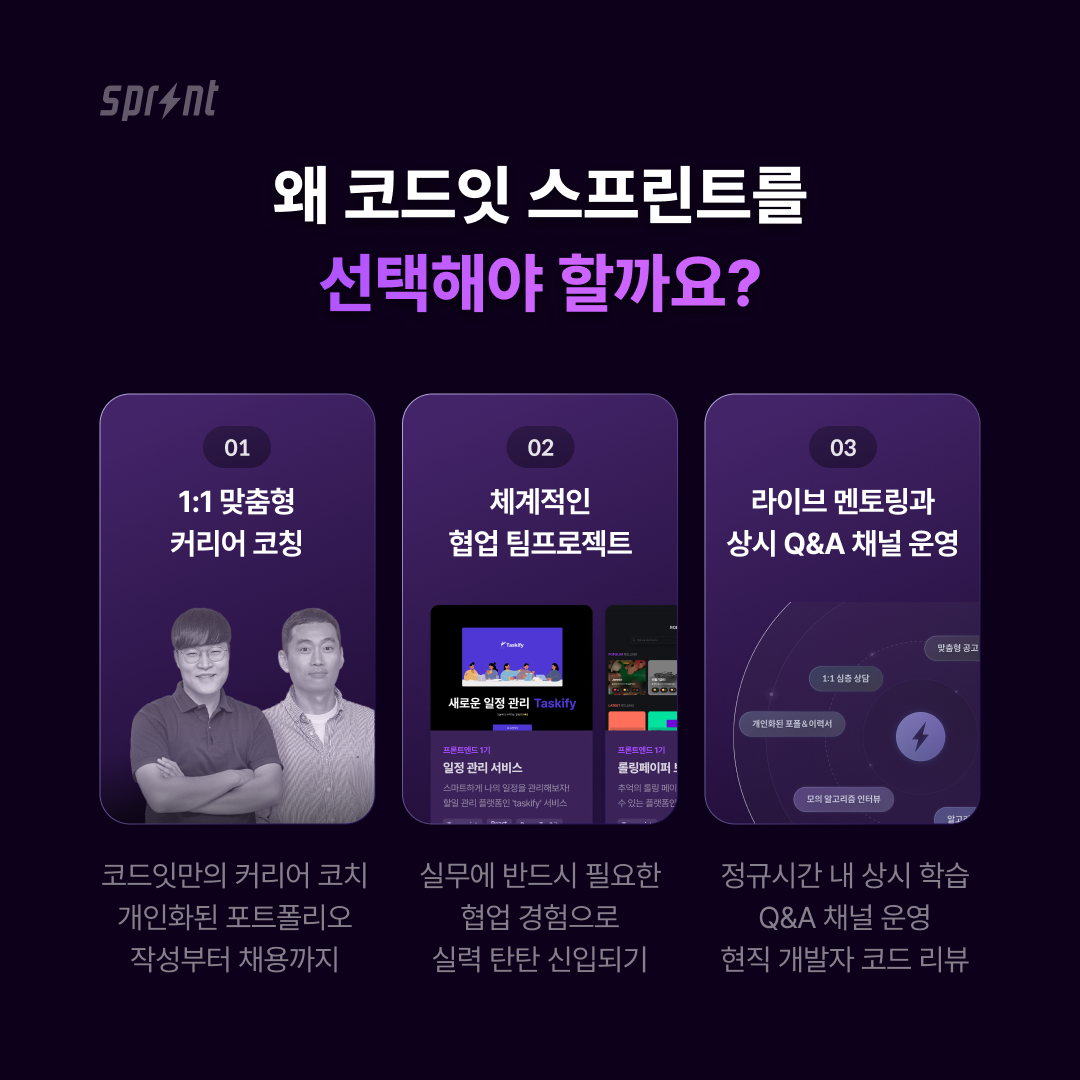 sprint
왜 코드잇 스프린트를
선택해야 할까요?
01
1:1 맞춤형
커리어 코칭
코드잇만의 커리어 코치
개인화된 포트폴리오
작성부터 채용까지
02
체계적인
협업 팀프로젝트
Taskify
새로운 일정 관리 Taskify
프론트엔드 1기
일정 관리 서비스
스마트하게 나의 일정을 관리해보자!
할일 관리 플랫폼인 'taskify' 서비스
프론트엔드 1기
롤링페이퍼
추억의 롤링
수 있는
실무에 반드시 필요한
협업 경험으로
실력 탄탄 신입되기
03
라이브 멘토링과
상시 Q&A 채널 운영
맞춤형 공고
1:1 심층 상담
개인화된 포폴 & 이력서
모의 알고리즘 인터뷰
정규시간 내 상시 학습
Q&A 채널 운영
현직 개발자 코드 리뷰